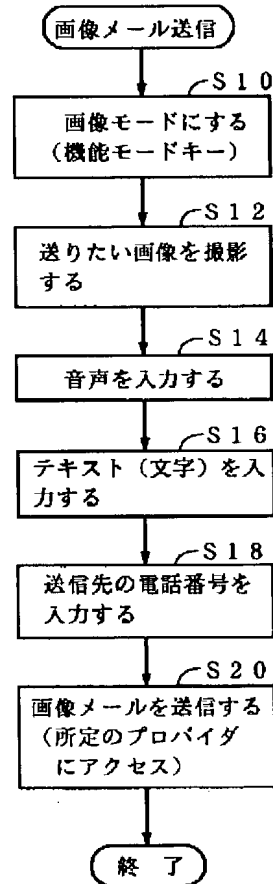 画像メール送信
S10
画像モードにする
(機能モードキー)
S12
送りたい画像を撮影
する
S14
音声を入力する
S16
テキスト(文字)を入
力する
S18
送信先の電話番号を
入力する
S20
画像メールを送信する
(所定のプロバイダ
にアクセス)
終了